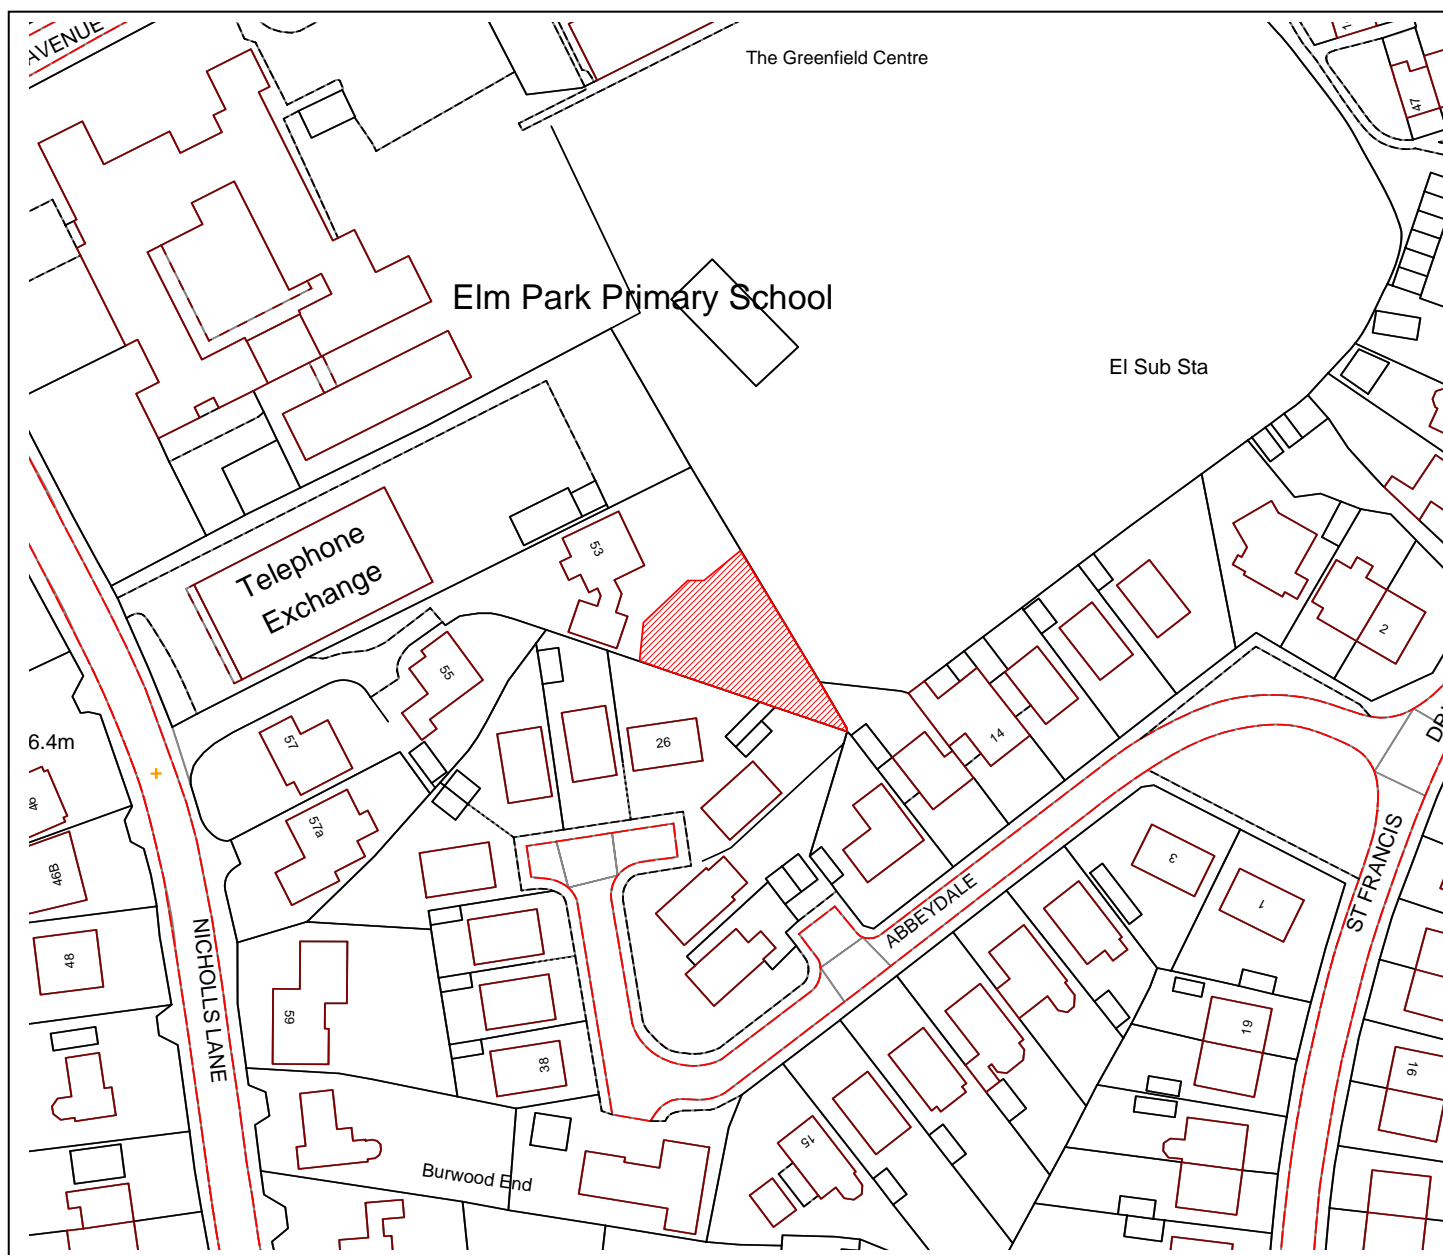 AVENUE
The Greenfield Centre
47
Elm Park Primary School
El Sub Sta
Telephone
Exchange
53
55
57
57a
2
14
26
6.4m
46B
48
NICHOLLS LANE
59
38
ABBEYDALE
3
1
ST FRANCIS
19
16
15
Burwood End